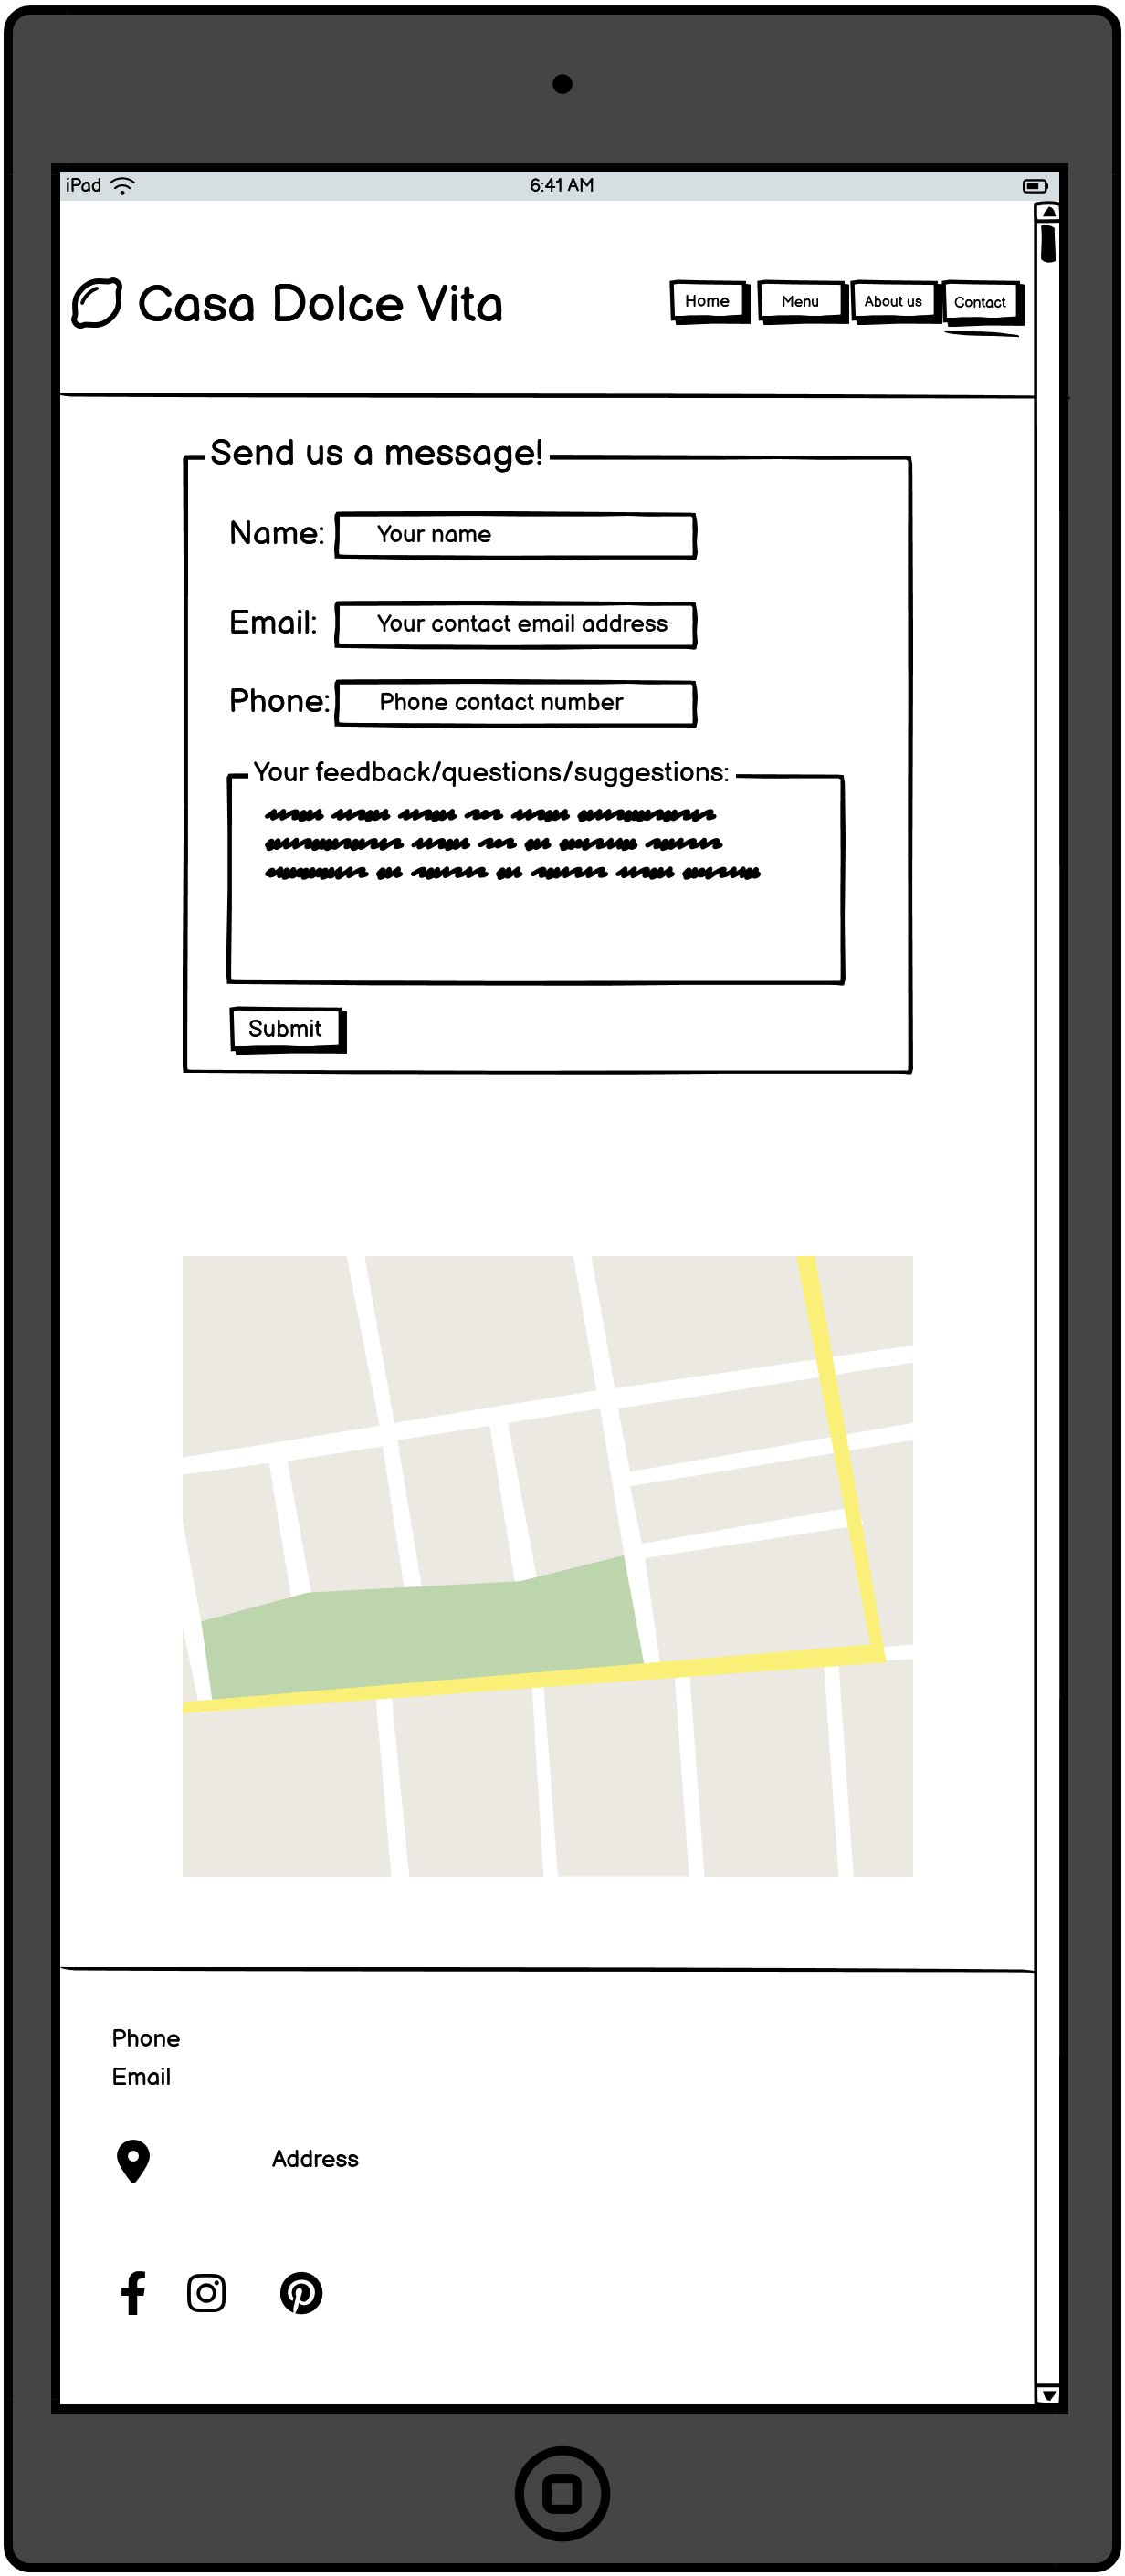 iPad 6:41 AM
Casa Dolce Vita
Home Menu About us Contact
Send us a message!
Name: Your name
Email: Your contact email address
Phone: Phone contact number
Your feedback/questions/suggestions:
Submit
Phone
Email
Address